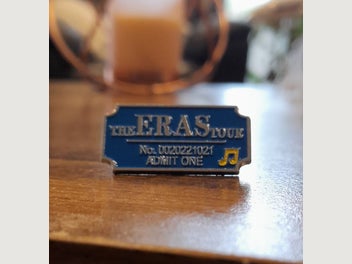 THE ERAS TOUR
No. 0020221021
ADMIT ONE